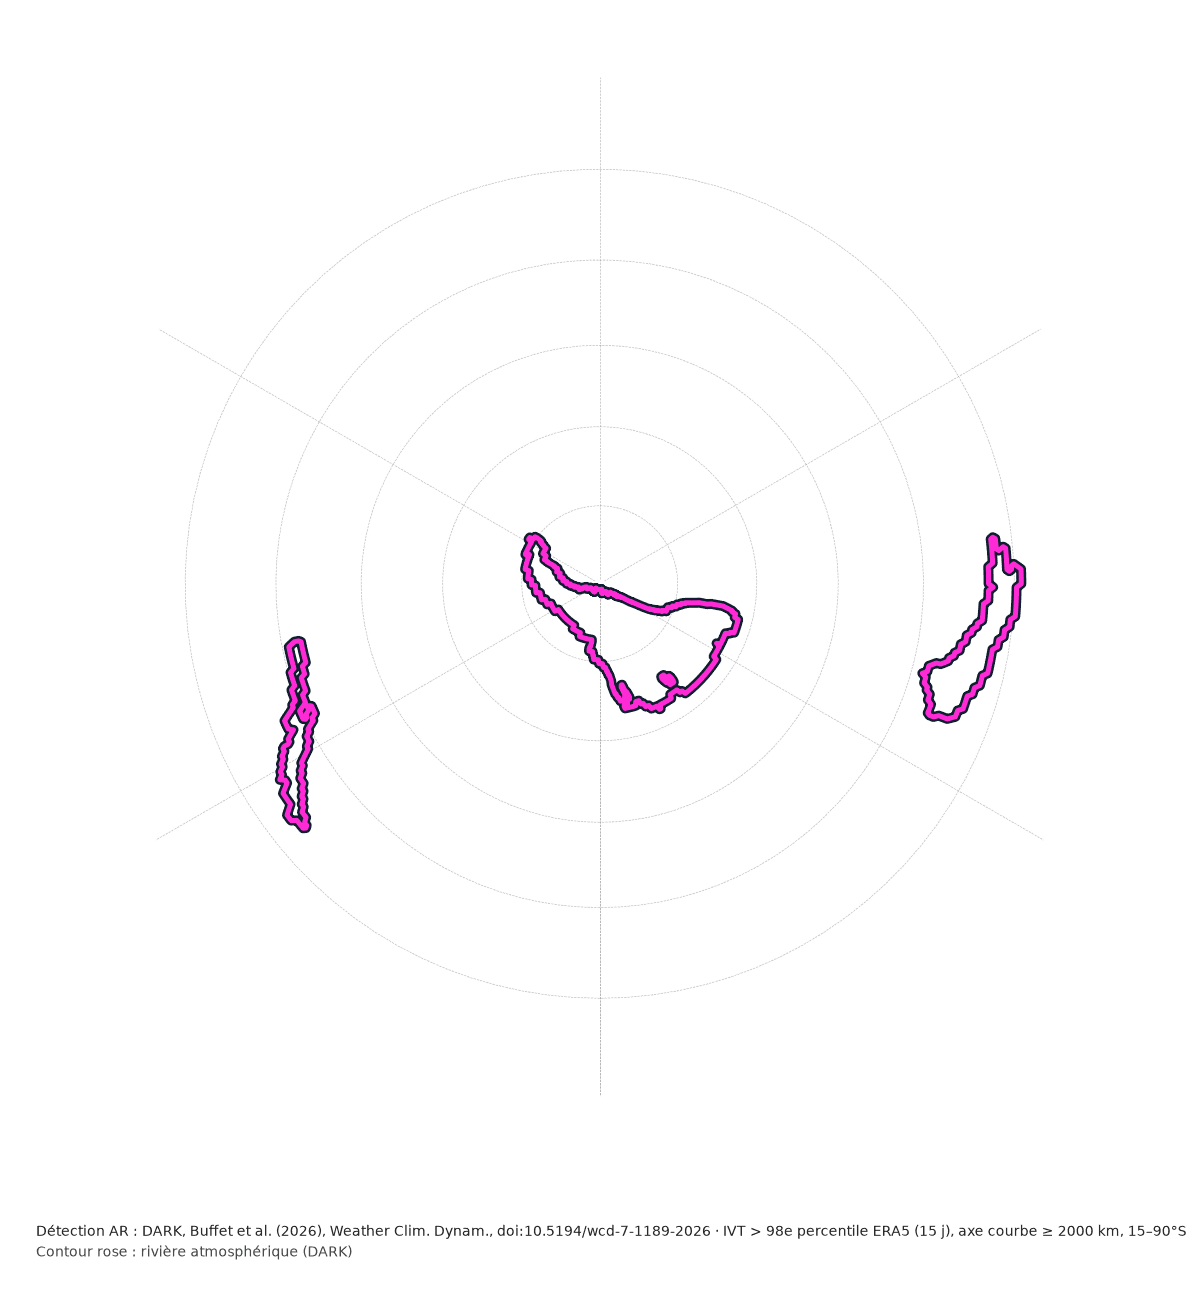 Détection AR : DARK, Buffet et al. (2026), Weather Clim. Dynam., doi:10.5194/wcd-7-1189-2026 · IVT > 98e percentile ERA5 (15 j), axe courbe ≥ 2000 km, 15–90°S
Contour rose : rivière atmosphérique (DARK)